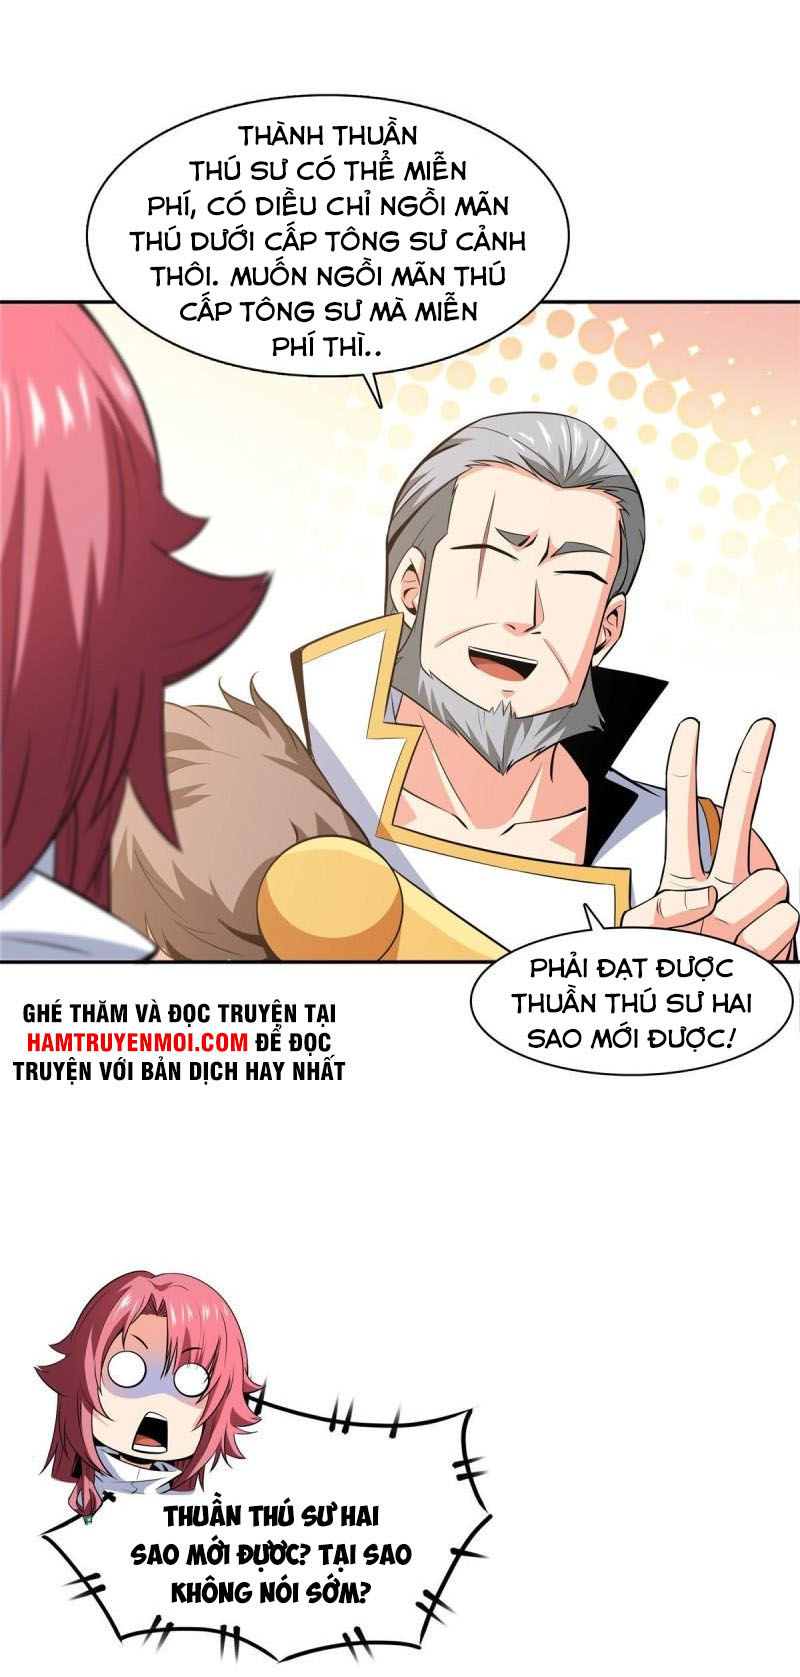 THÀNH THUẦN
THÚ SƯ CÓ THỂ MIỄN
PHÍ, CÓ DIỀU CHỈ NGỒI MÃN
THÚ DƯỚI CẤP TÔNG SƯ CẢNH
THÔI. MUỐN NGỒI MÃN THÚ
CẤP TÔNG SƯ MÀ MIỄN
PHÍ THÌ..
PHẢI ĐẠT ĐƯỢC
THUẦN THÚ SƯ HAI
SAO MỚI ĐƯỢC!
GHÉ THĂM VÀ ĐỌC TRUYỆN TẠI
HAMTRUYENMOI.COM ĐỂ ĐỌC
TRUYỆN VỚI BẢN DỊCH HAY NHẤT
THUẦN THÚ SƯ HAI
SAO MỚI ĐƯỢC? TẠI SAO
KHÔNG NÓI SỚM?